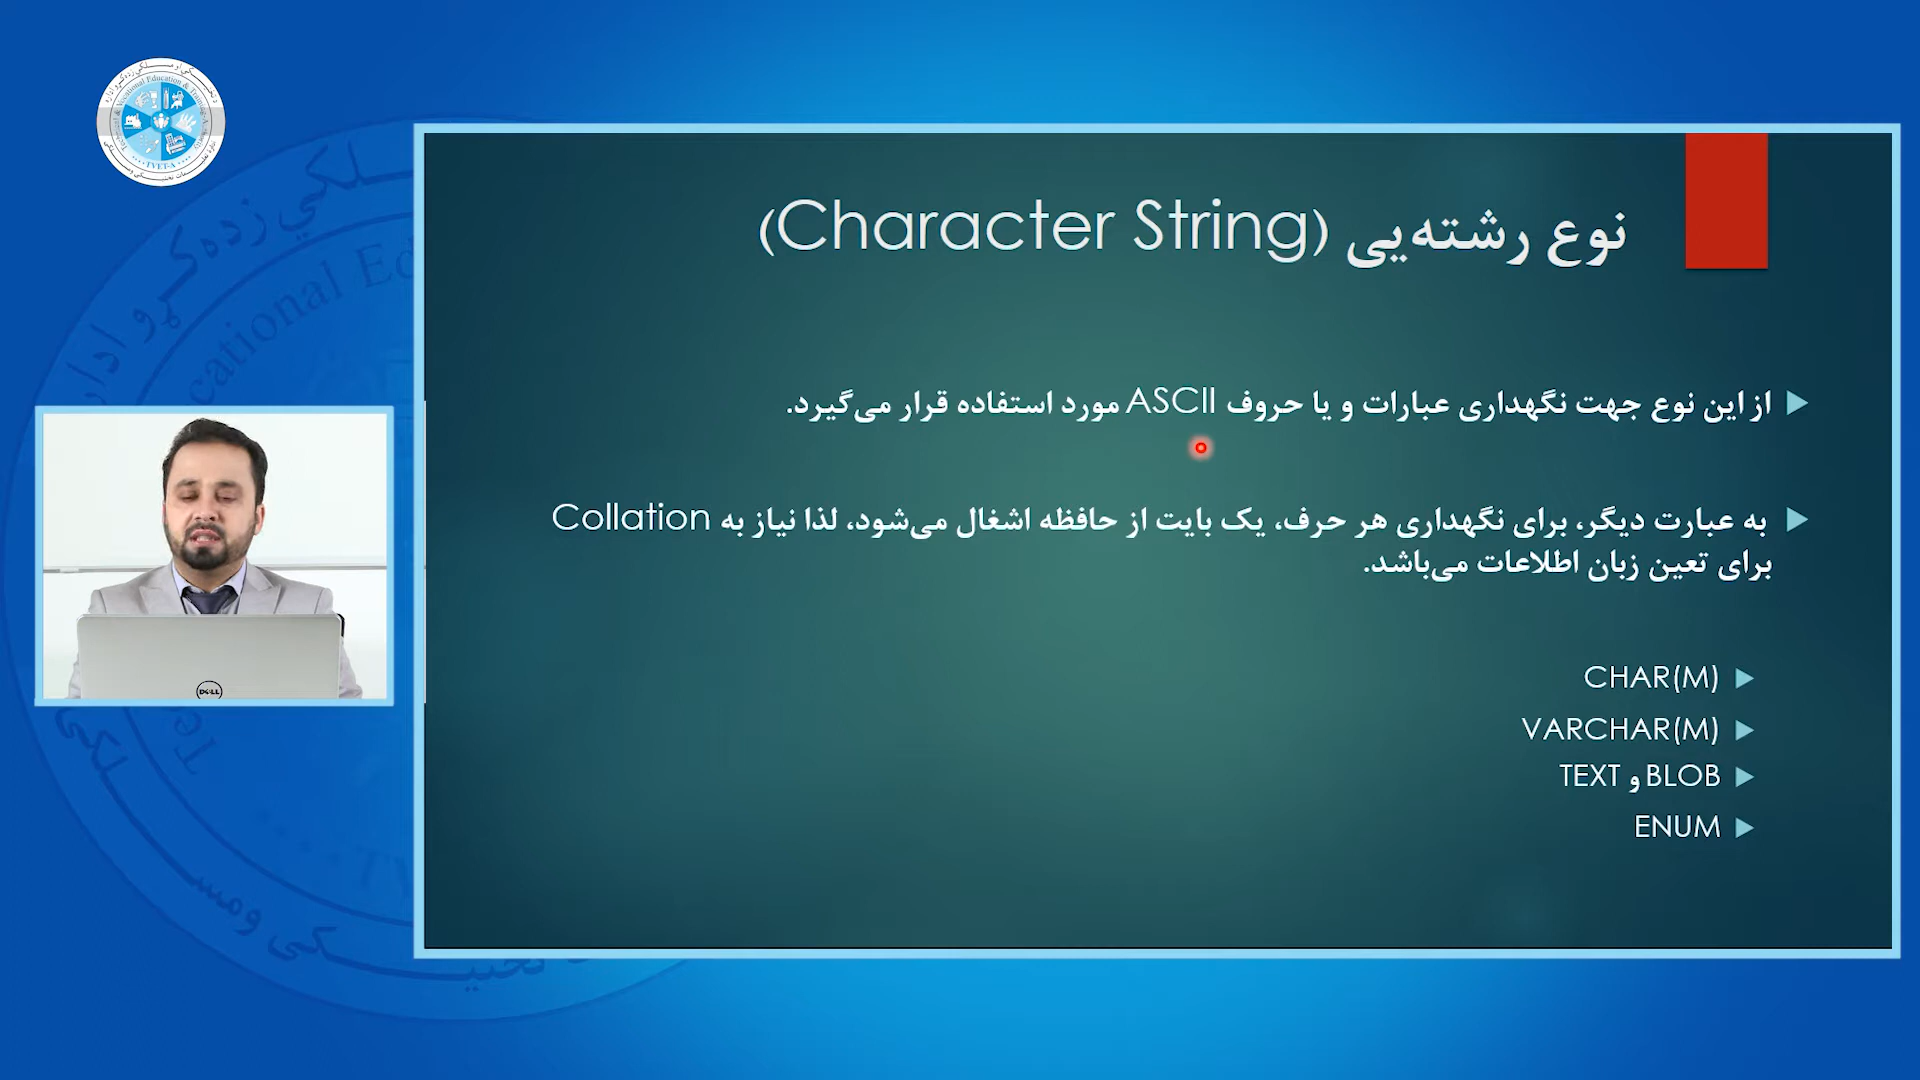 نوع رشته‌یی (Character String)
از این نوع جهت نگهداری عبارات و یا حروف ASCII مورد استفاده قرار می‌گیرد.
به عبارت دیگر، برای نگهداری هر حرف، یک بایت از حافظه اشغال می‌شود، لذا نیاز به Collation
برای تعین زبان اطلاعات می‌باشد.
CHAR(M)
VARCHAR(M)
BLOB و TEXT
ENUM
DELL
TVET-A